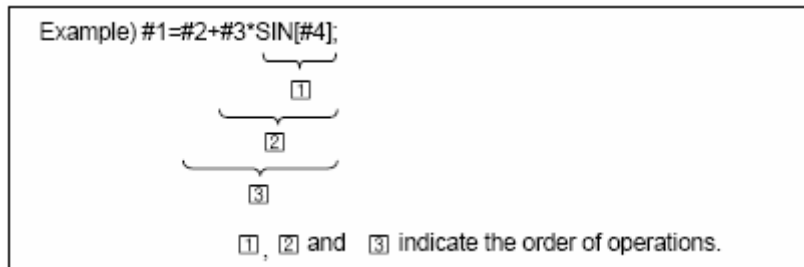 Example) #1=#2+#3*SIN[#4];
1
2
3
1, 2 and 3 indicate the order of operations.